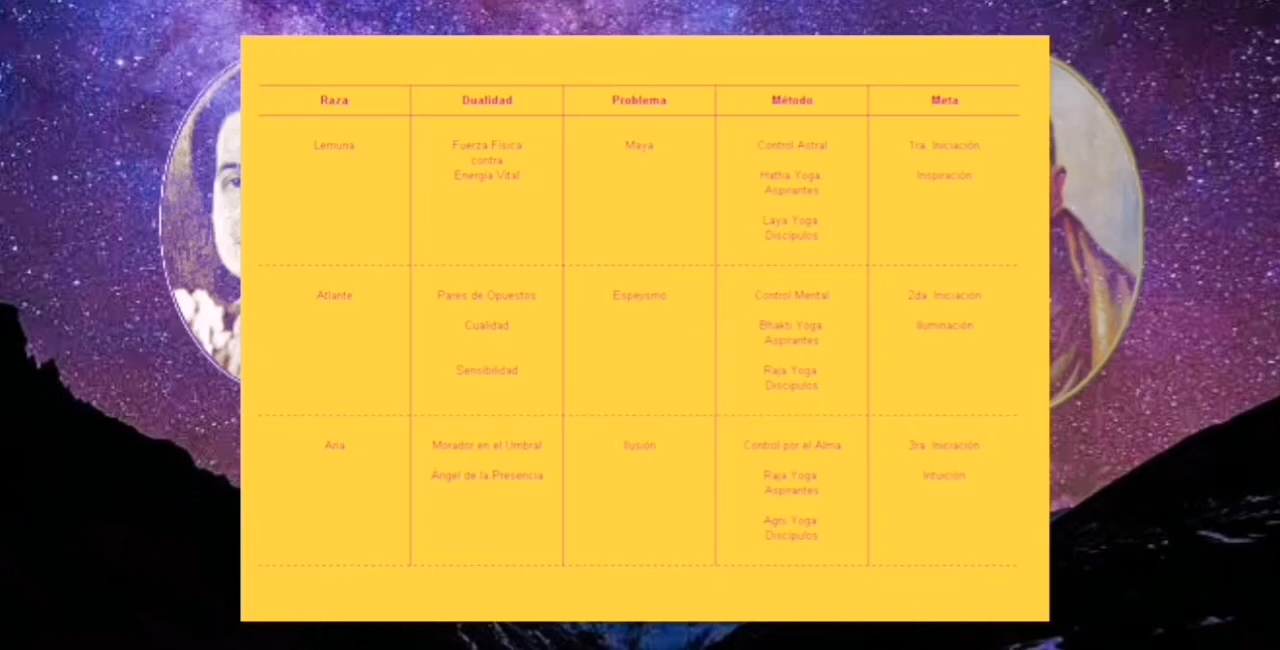 Raza Dualidad Problema Método Meta
Lemuria Fuerza Física Maya Control Astral 1ra. Iniciación
contra
Energía Vital Hatha Yoga Inspiración
Aspirantes
Laya Yoga
Discípulos
Atlante Pares de Opuestos Espejismo Control Mental 2da. Iniciación
Cualidad Bhakti Yoga Iluminación
Aspirantes
Sensibilidad Raja Yoga
Discípulos
Aria Morador en el Umbral Ilusión Control por el Alma 3ra. Iniciación
Angel de la Presencia Raja Yoga Intuición
Aspirantes
Agni Yoga
Discípulos